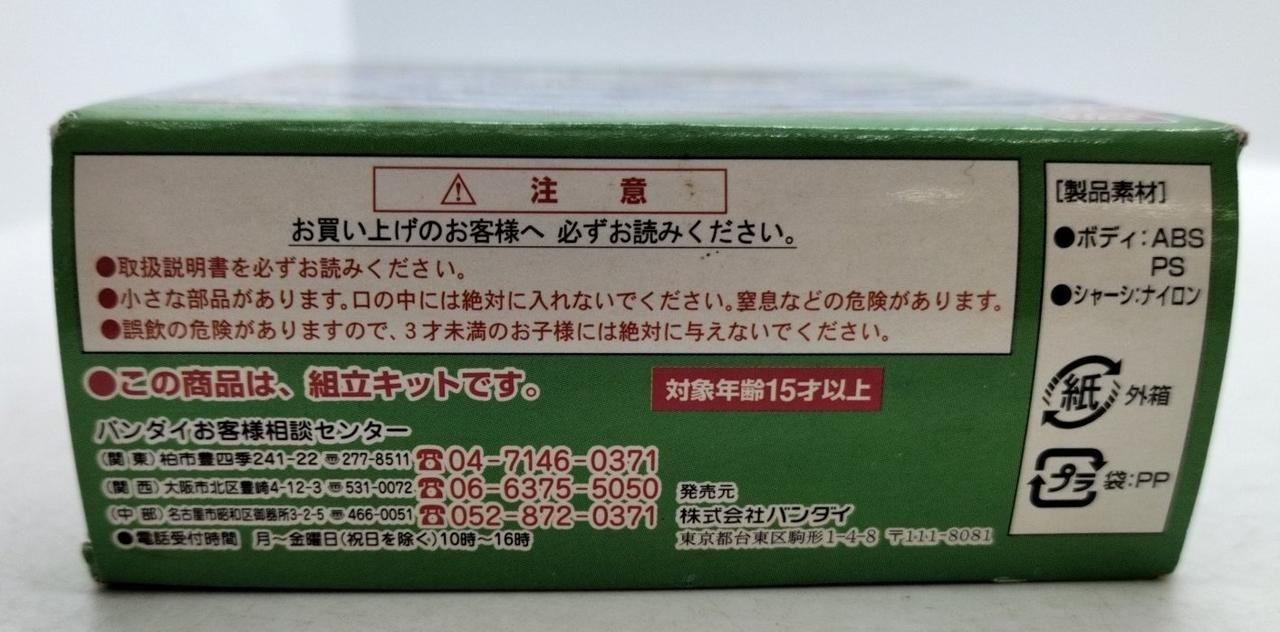 ⚠ 注 意
お買い上げのお客様へ 必ずお読みください。
●取扱説明書を必ずお読みください。
●小さな部品があります。口の中には絶対に入れないでください。窒息などの危険があります。
●誤飲の危険がありますので、3才未満のお子様には絶対に与えないでください。
●この商品は、組立キットです。
対象年齢15才以上
バンダイお客様相談センター
(関 東)柏市豊四季241-22 〠277-8511 ☎04-7146-0371
(関 西)大阪市北区豊崎4-12-3 〠531-0072 ☎06-6375-5050
(中 部)名古屋市昭和区御器所3-2-5 〠466-0051 ☎052-872-0371
●電話受付時間 月〜金曜日(祝日を除く)10時〜16時
発売元
株式会社バンダイ
東京都台東区駒形1-4-8 〒111-8081
[製品素材]
●ボディ:ABS
PS
●シャーシ:ナイロン
紙 外箱
プラ 袋:PP